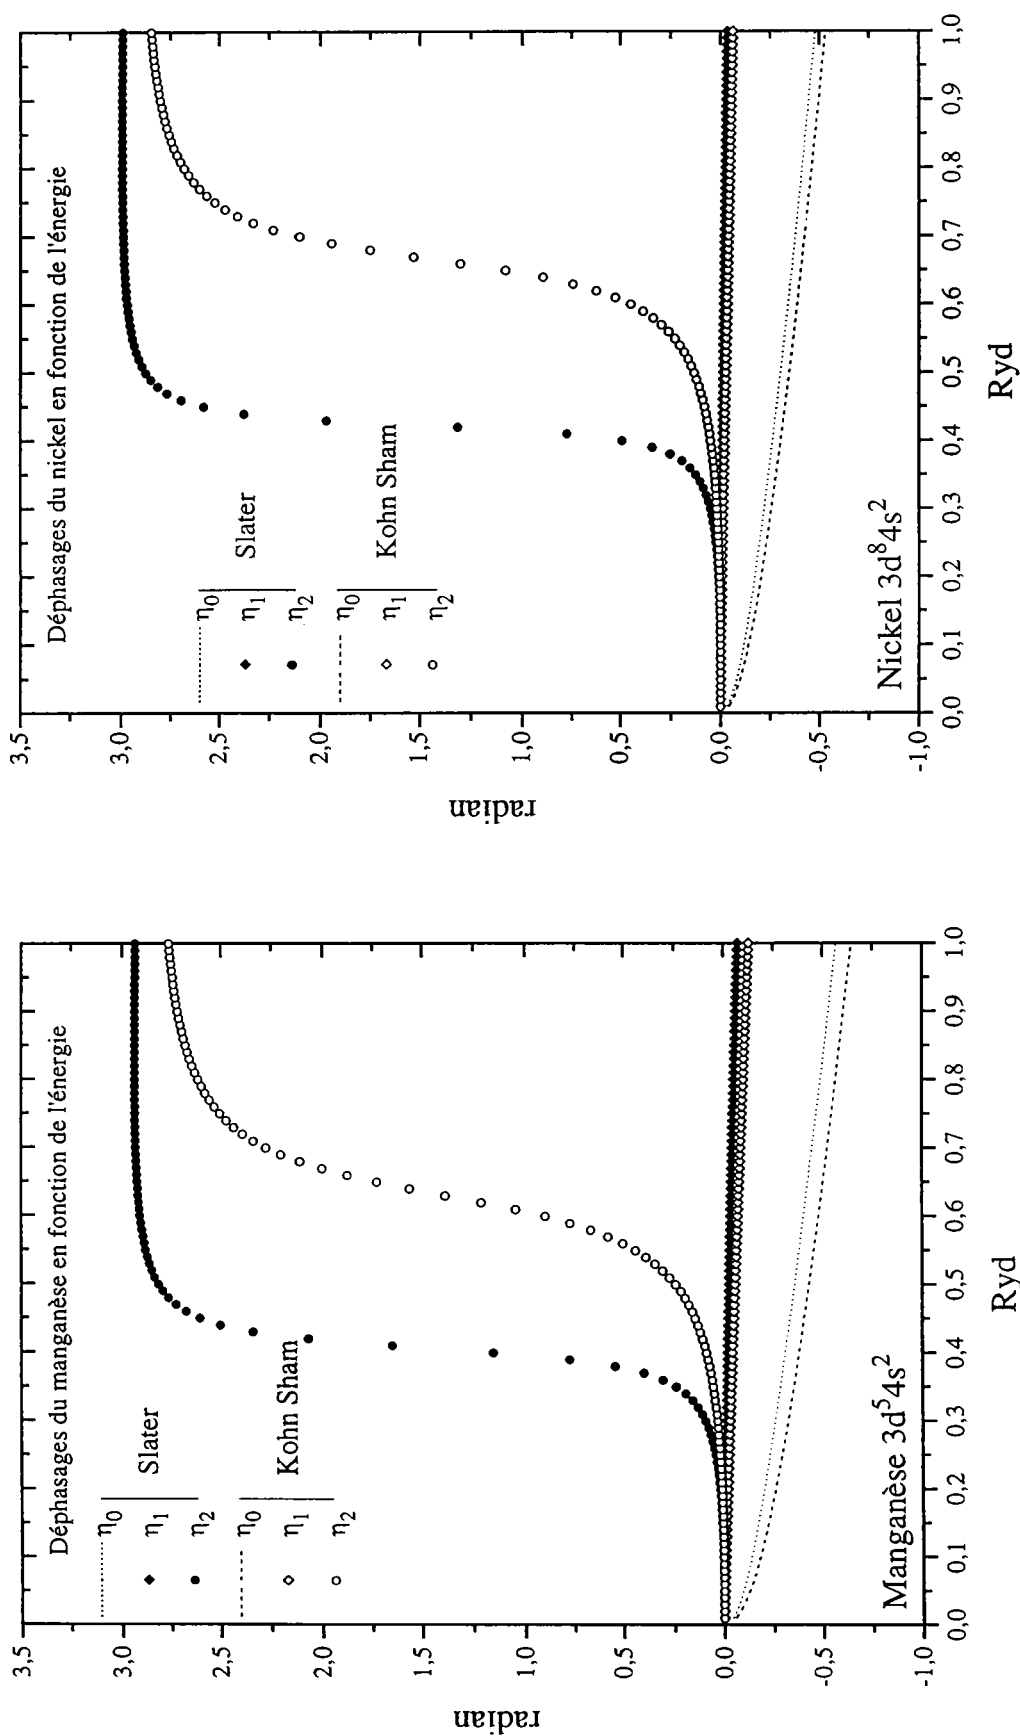 Déphasages du manganèse en fonction de l'énergie
radian
3,5
3,0
2,5
2,0
1,5
1,0
0,5
0,0
-0,5
-1,0
η0
η1
η2
Slater
η0
η1
η2
Kohn Sham
Manganèse 3d⁵4s²
0,0 0,1 0,2 0,3 0,4 0,5 0,6 0,7 0,8 0,9 1,0
Ryd
Déphasages du nickel en fonction de l'énergie
radian
3,5
3,0
2,5
2,0
1,5
1,0
0,5
0,0
-0,5
-1,0
η0
η1
η2
Slater
η0
η1
η2
Kohn Sham
Nickel 3d⁸4s²
0,0 0,1 0,2 0,3 0,4 0,5 0,6 0,7 0,8 0,9 1,0
Ryd